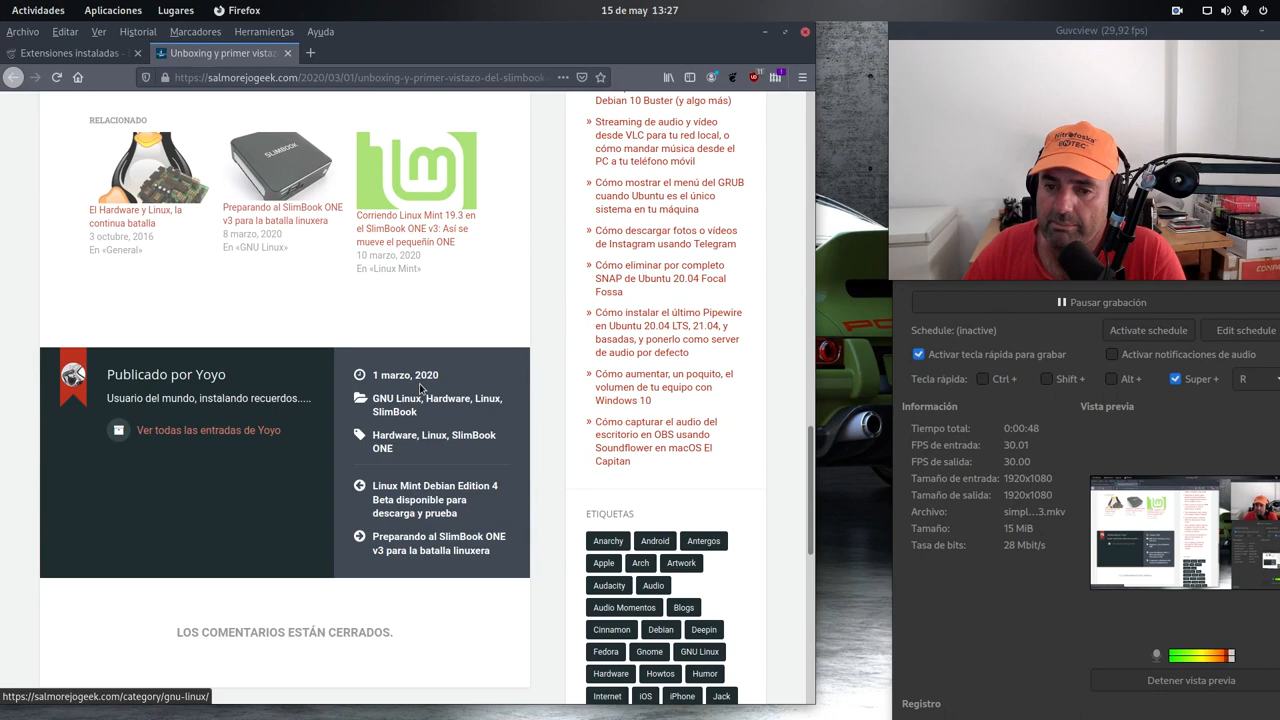 15 may 13:27
Archivo Editar Ver Historial Marcadores Herramientas Ayuda
Extensiones instaladas -
Unboxing y primer vistazo
https://salmorejogeek.com/2020/03/01/unboxing-y-primer-vistazo-del-slimbook-
RELACIONADO
SLIMBOOK
El Hardware y Linux, la
continua batalla
3 octubre, 2016
En «General»
Preparando al SlimBook ONE
v3 para la batalla linuxera
8 marzo, 2020
En «GNU Linux»
Corriendo Linux Mint 19.3 en
el SlimBook ONE v3: Así se
mueve el pequeñín ONE
10 marzo, 2020
En «Linux Mint»
Publicado por Yoyo
Usuario del mundo, instalando recuerdos.....
Ver todas las entradas de Yoyo
1 marzo, 2020
GNU Linux, Hardware, Linux,
SlimBook
Hardware, Linux, SlimBook
ONE
Linux Mint Debian Edition 4
Beta disponible para
descarga y prueba
Preparando al SlimBook ONE
v3 para la batalla linuxera
LOS COMENTARIOS ESTÁN CERRADOS.
Debian 10 Buster (y algo más)
» Streaming de audio y vídeo
desde VLC para tu red local, o
cómo mandar música desde el
PC a tu teléfono móvil
» Cómo mostrar el menú del GRUB
cuando Ubuntu es el único
sistema en tu máquina
» Cómo descargar fotos o vídeos
de Instagram usando Telegram
» Cómo eliminar por completo
SNAP de Ubuntu 20.04 Focal
Fossa
» Cómo instalar el último Pipewire
en Ubuntu 20.04 LTS, 21.04, y
basadas, y ponerlo como server
de audio por defecto
» Cómo aumentar, un poquito, el
volumen de tu equipo con
Windows 10
» Cómo capturar el audio del
escritorio en OBS usando
Soundflower en macOS El
Capitan
ETIQUETAS
Anarchy Android Antergos
Apple Arch Artwork
Audacity Audio
Audio Momentos Blogs
Cinnamon Debian Deepin
Fedora Gnome GNU Linux
Hardware Howtos Humor
Internet IOS iPhone Jack
Guvcview (29,92 fps)
Nitrofoska
ENTEC
Pausar grabación
Schedule: (inactive)
Activate schedule
Edit schedule
Activar tecla rápida para grabar
Notificaciones de audio
Tecla rápida: Ctrl + Shift + Alt + Super + R
Información
Vista previa
Tiempo total: 0:00:48
FPS de entrada: 30.01
FPS de salida: 30.00
Tamaño de entrada: 1920x1080
Tamaño de salida: 1920x1080
Archivo: simpl...3.mkv
Tamaño: 15 MiB
Tasa de bits: 28 Mbit/s
Detener vista previa
Registro